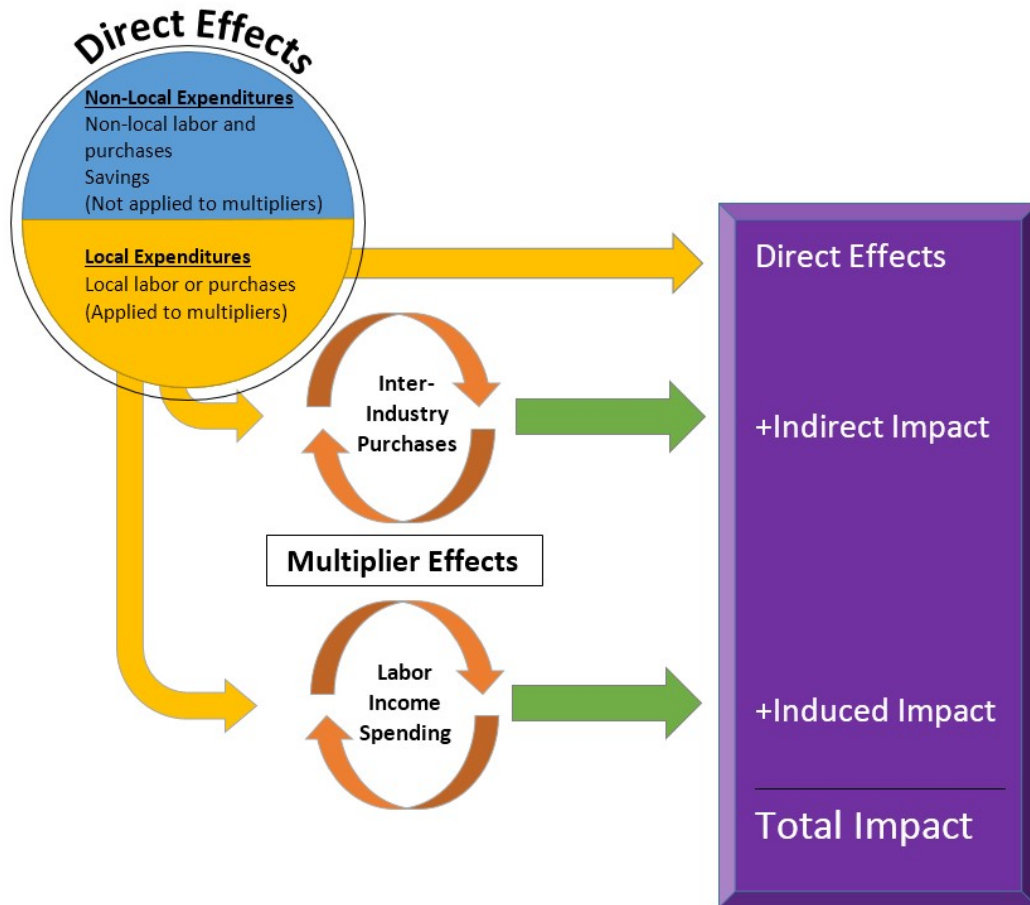 Direct Effects
Non-Local Expenditures
Non-local labor and
purchases
Savings
(Not applied to multipliers)
Local Expenditures
Local labor or purchases
(Applied to multipliers)
Inter-
Industry
Purchases
Multiplier Effects
Labor
Income
Spending
Direct Effects
+Indirect Impact
+Induced Impact
Total Impact